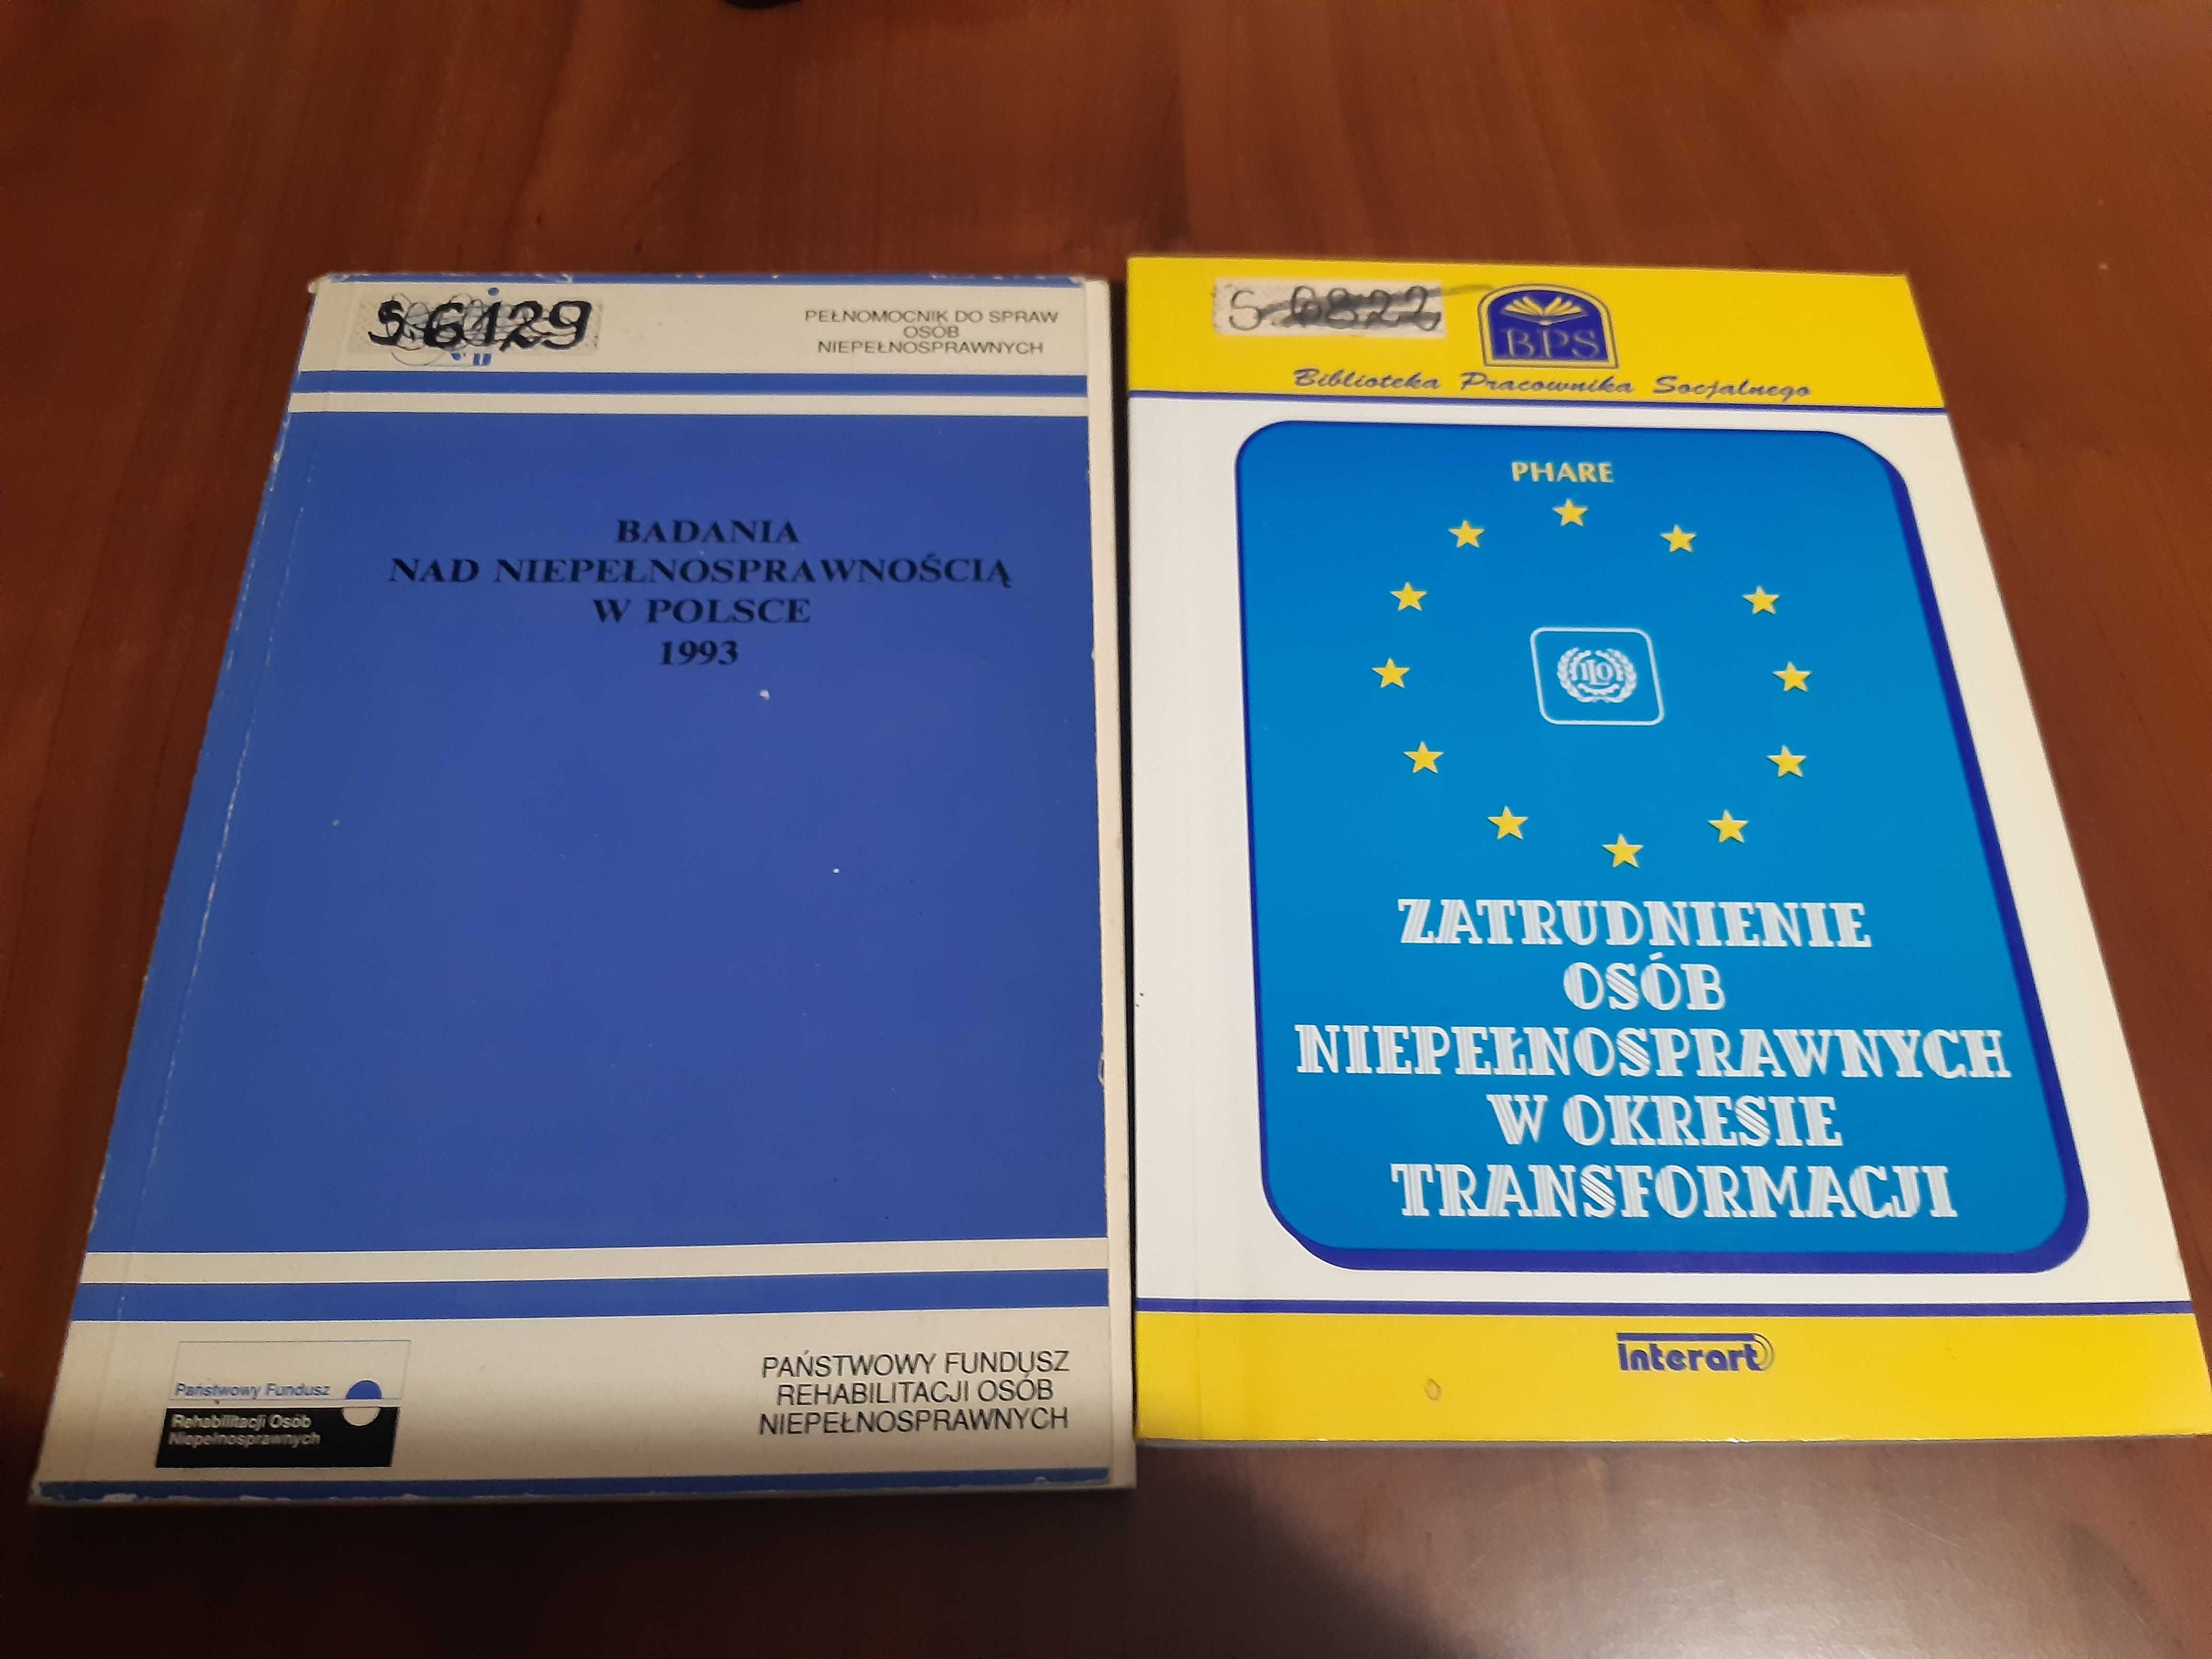 S 6129
PEŁNOMOCNIK DO SPRAW
OSÓB
NIEPEŁNOSPRAWNYCH
BADANIA
NAD NIEPEŁNOSPRAWNOŚCIĄ
W POLSCE
1993
Państwowy Fundusz
Rehabilitacji Osób
Niepełnosprawnych
PAŃSTWOWY FUNDUSZ
REHABILITACJI OSÓB
NIEPEŁNOSPRAWNYCH
S. 6822
BPS
Biblioteka Pracownika Socjalnego
PHARE
ILO
ZATRUDNIENIE
OSÓB
NIEPEŁNOSPRAWNYCH
W OKRESIE
TRANSFORMACJI
Interart